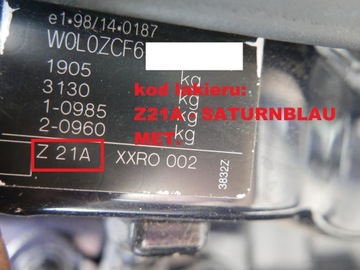 e1*98/14*0187
W0L0ZCF6
1905 kg
3130 kg
1-0985 kg
2-0960 kg
Z 21A XXRO 002
3832Z
kod lakieru:
Z21A - SATURNBLAU
MET.